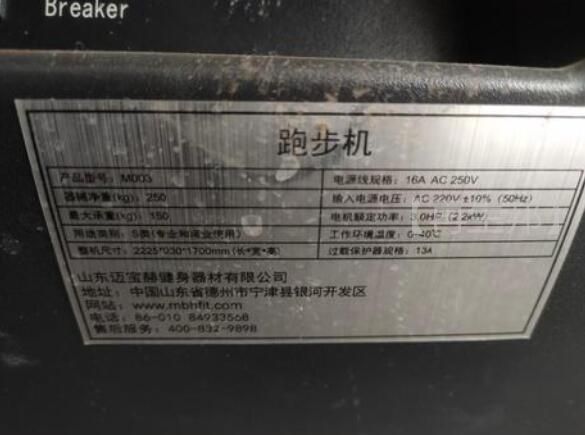 Breaker
跑步机
产品型号: M003
电源线规格: 16A AC 250V
器械净重(kg): 250
输入电源电压: AC 220V ±10% (50Hz)
最大承重(kg): 150
电机额定功率: 3.0HP (2.2kW)
用途类别: S类(专业和商业使用)
工作环境温度: 0-40℃
整机尺寸: 2225*930*1700mm(长*宽*高)
过载保护器规格: 13A
山东迈宝赫健身器材有限公司
地址: 中国山东省德州市宁津县银河开发区
网站: www.mbhfit.com
电话: 86-010 84933568
售后服务: 400-832-9898